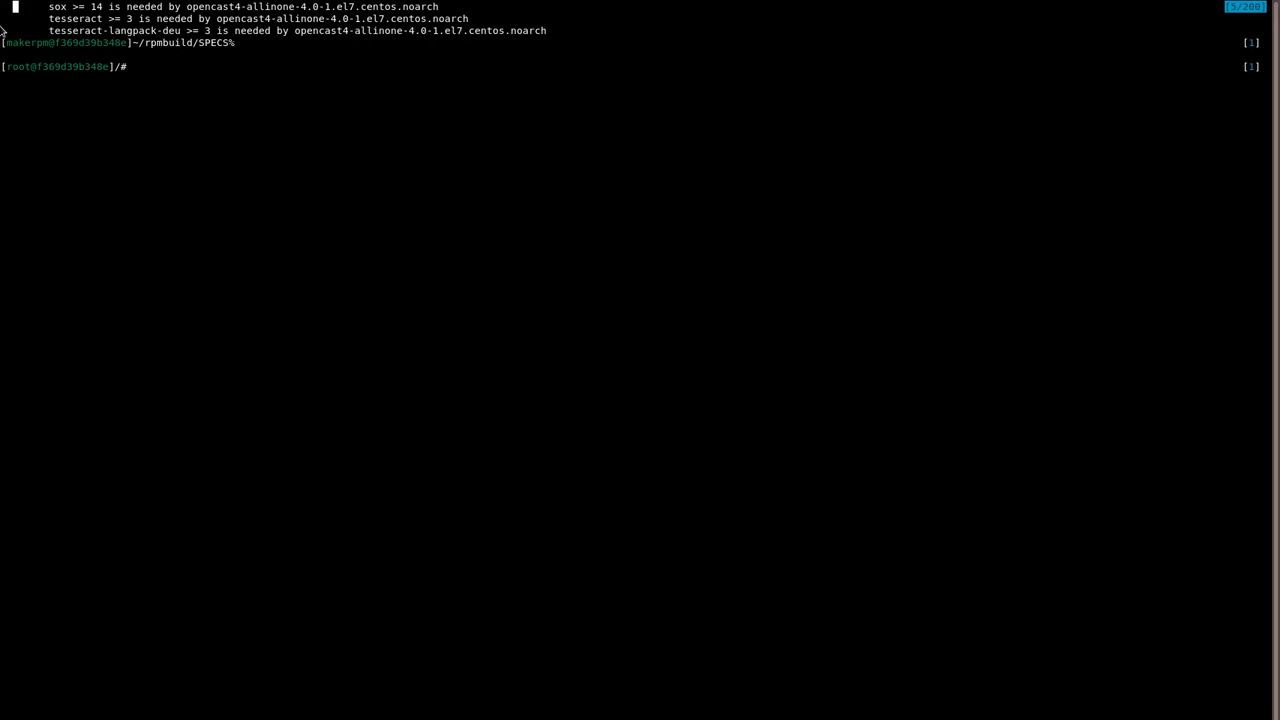 sox >= 14 is needed by opencast4-allinone-4.0-1.el7.centos.noarch [5/200]
tesseract >= 3 is needed by opencast4-allinone-4.0-1.el7.centos.noarch
tesseract-langpack-deu >= 3 is needed by opencast4-allinone-4.0-1.el7.centos.noarch
[makerpm@f369d39b348e]~/rpmbuild/SPECS% [1]
[root@f369d39b348e]/# [1]